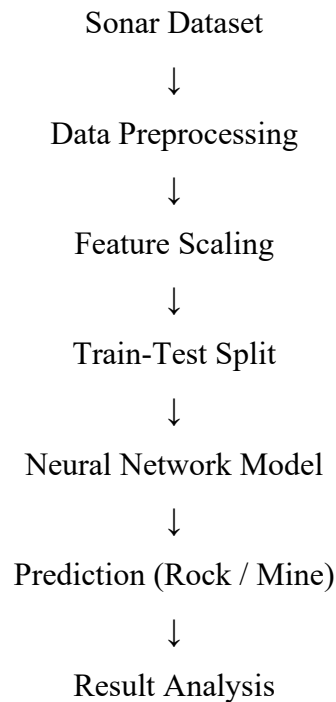 Sonar Dataset
↓
Data Preprocessing
↓
Feature Scaling
↓
Train-Test Split
↓
Neural Network Model
↓
Prediction (Rock / Mine)
↓
Result Analysis